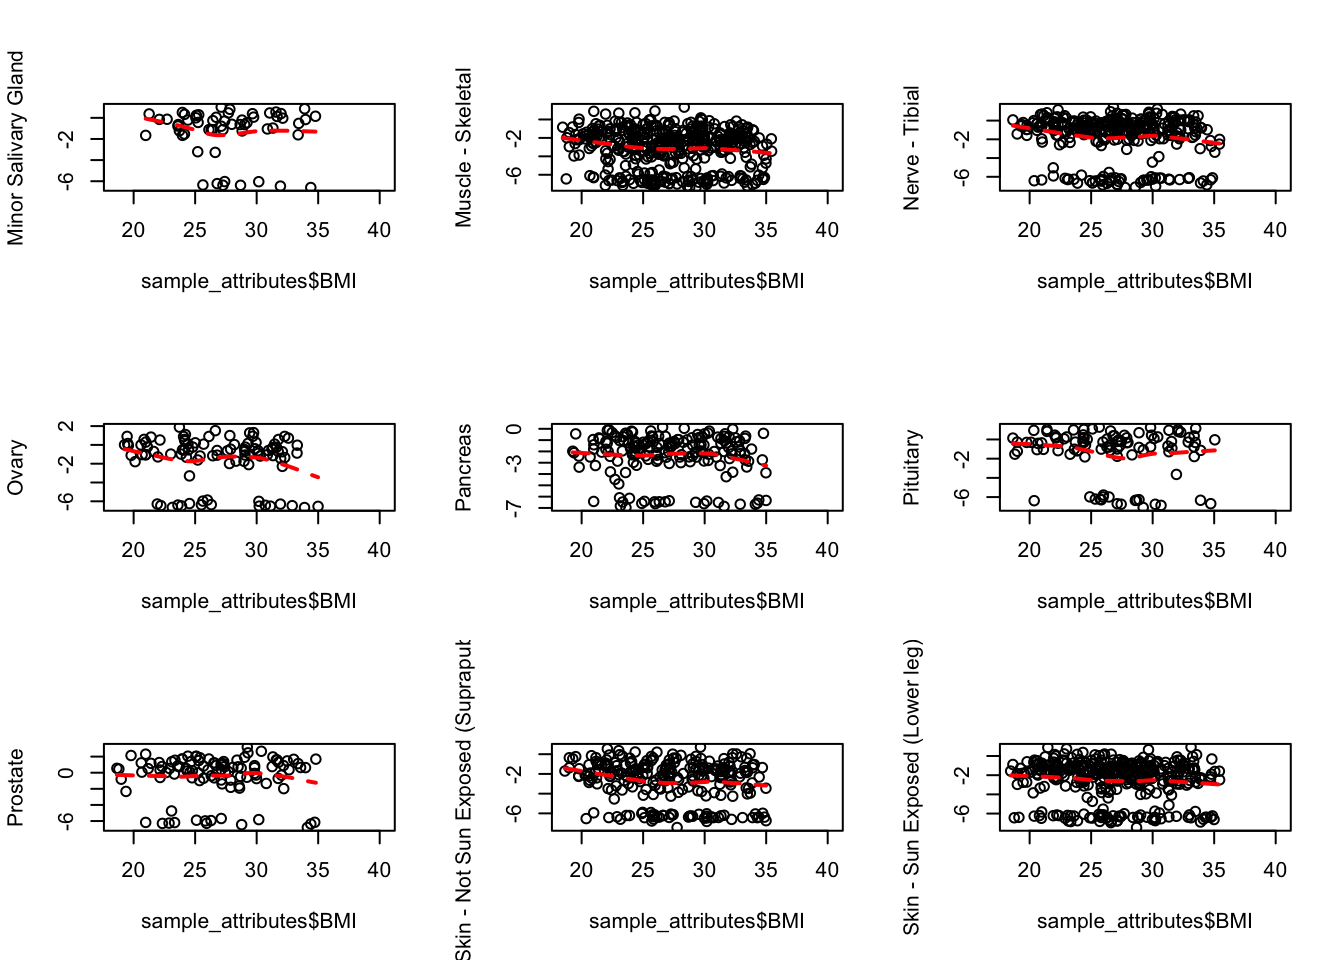 Minor Salivary Gland
-2
-6
20 25 30 35 40
sample_attributes$BMI
Muscle - Skeletal
-2
-6
20 25 30 35 40
sample_attributes$BMI
Nerve - Tibial
-2
-6
20 25 30 35 40
sample_attributes$BMI
Ovary
2
-2
-6
20 25 30 35 40
sample_attributes$BMI
Pancreas
0
-3
-7
20 25 30 35 40
sample_attributes$BMI
Pituitary
-2
-6
20 25 30 35 40
sample_attributes$BMI
Prostate
0
-6
20 25 30 35 40
sample_attributes$BMI
Skin - Not Sun Exposed (Suprapub
-2
-6
20 25 30 35 40
sample_attributes$BMI
Skin - Sun Exposed (Lower leg)
-2
-6
20 25 30 35 40
sample_attributes$BMI